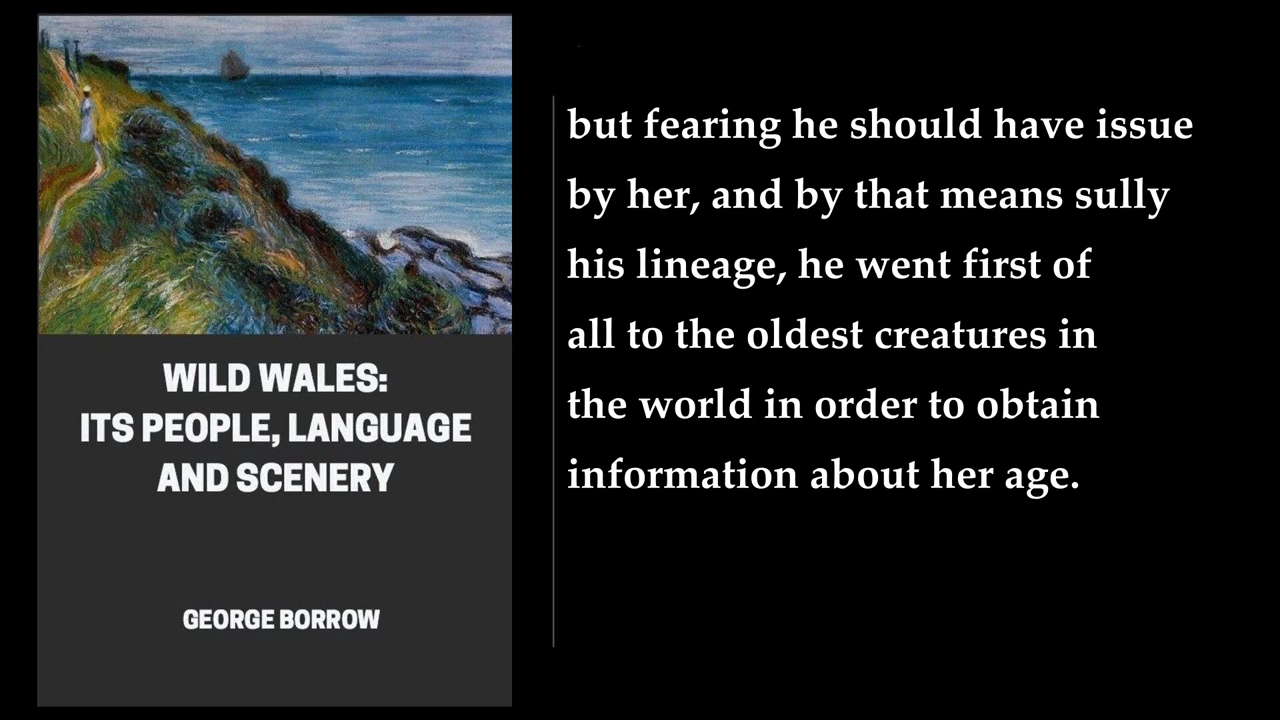 WILD WALES:
ITS PEOPLE, LANGUAGE
AND SCENERY
GEORGE BORROW
but fearing he should have issue
by her, and by that means sully
his lineage, he went first of
all to the oldest creatures in
the world in order to obtain
information about her age.